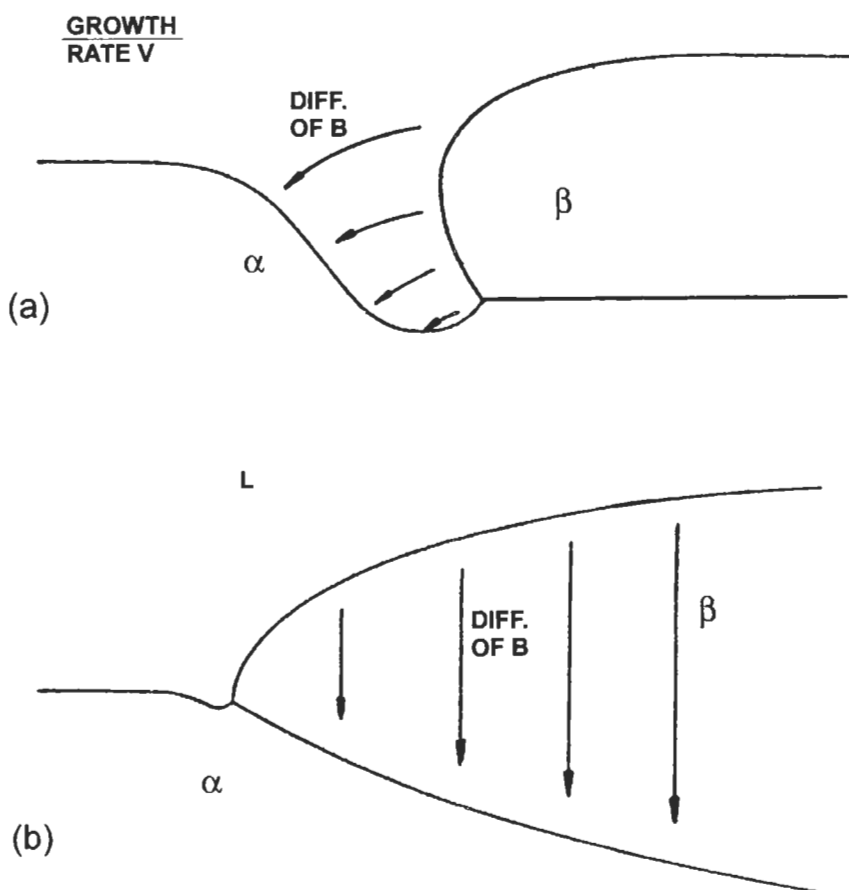 GROWTH
RATE V
DIFF.
OF B
β
α
(a)
L
DIFF.
OF B
β
α
(b)